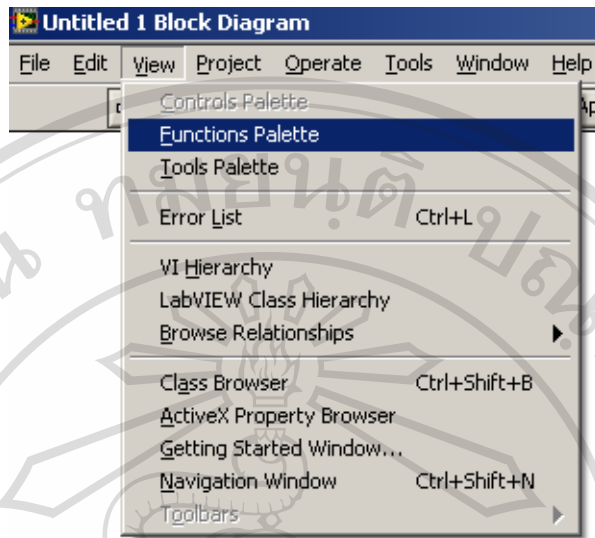 Untitled 1 Block Diagram
File Edit View Project Operate Tools Window Help
Controls Palette
Functions Palette
Tools Palette
Error List Ctrl+L
VI Hierarchy
LabVIEW Class Hierarchy
Browse Relationships
Class Browser Ctrl+Shift+B
ActiveX Property Browser
Getting Started Window...
Navigation Window Ctrl+Shift+N
Toolbars